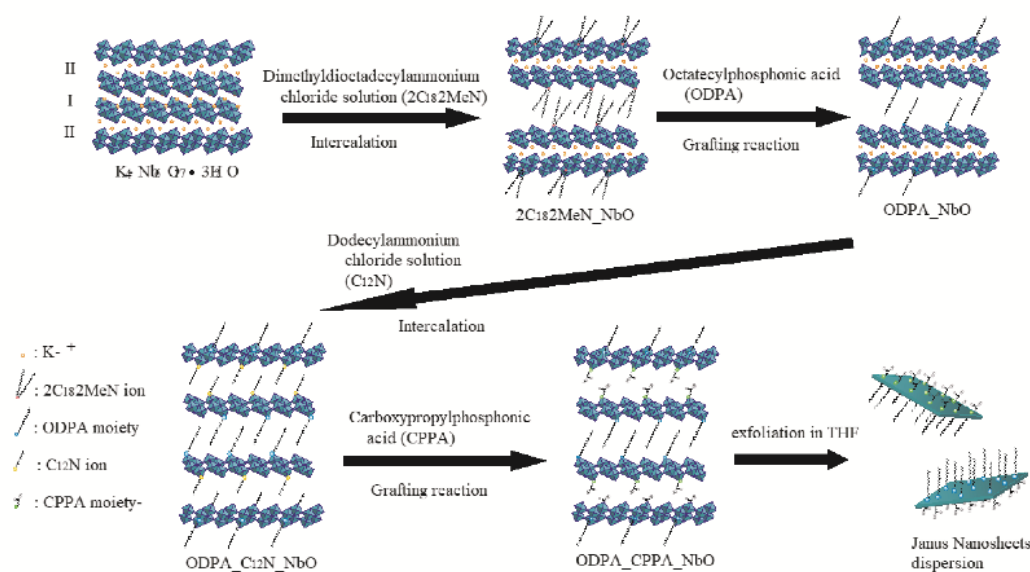 II
I
II
K4 Nb6 O17 • 3H2O
Dimethyldioctadecylammonium
chloride solution (2C182MeN)
Intercalation
2C182MeN_NbO
Octatecylphosphonic acid
(ODPA)
Grafting reaction
ODPA_NbO
Dodecylammonium
chloride solution
(C12N)
Intercalation
: K- +
: 2C182MeN ion
: ODPA moiety
: C12N ion
: CPPA moiety-
ODPA_C12N_NbO
Carboxypropylphosphonic
acid (CPPA)
Grafting reaction
ODPA_CPPA_NbO
exfoliation in THF
Janus Nanosheets
dispersion